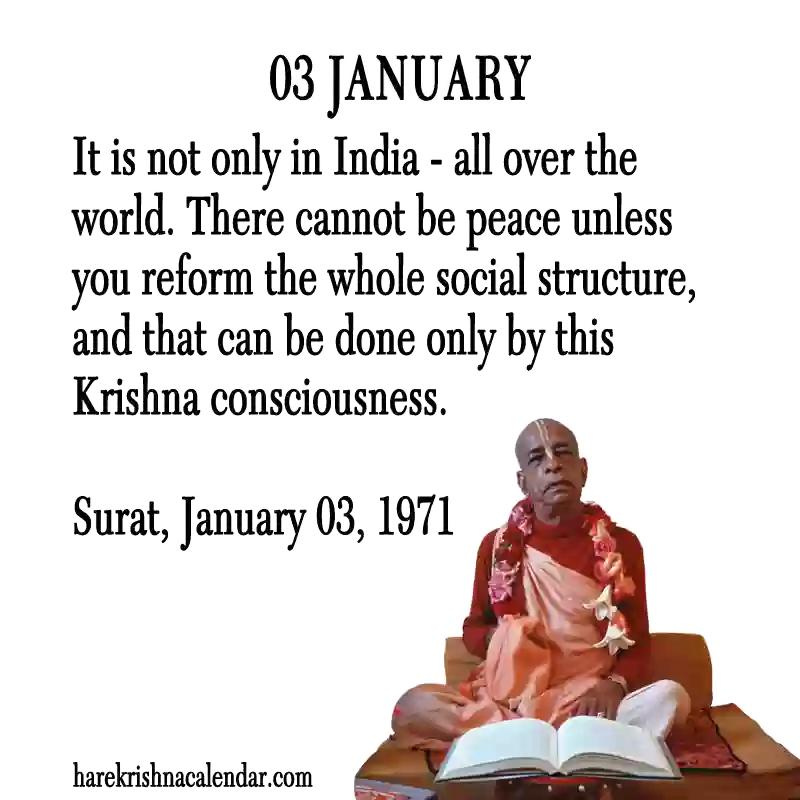 03 JANUARY
It is not only in India - all over the
world. There cannot be peace unless
you reform the whole social structure,
and that can be done only by this
Krishna consciousness.
Surat, January 03, 1971
harekrishnacalendar.com